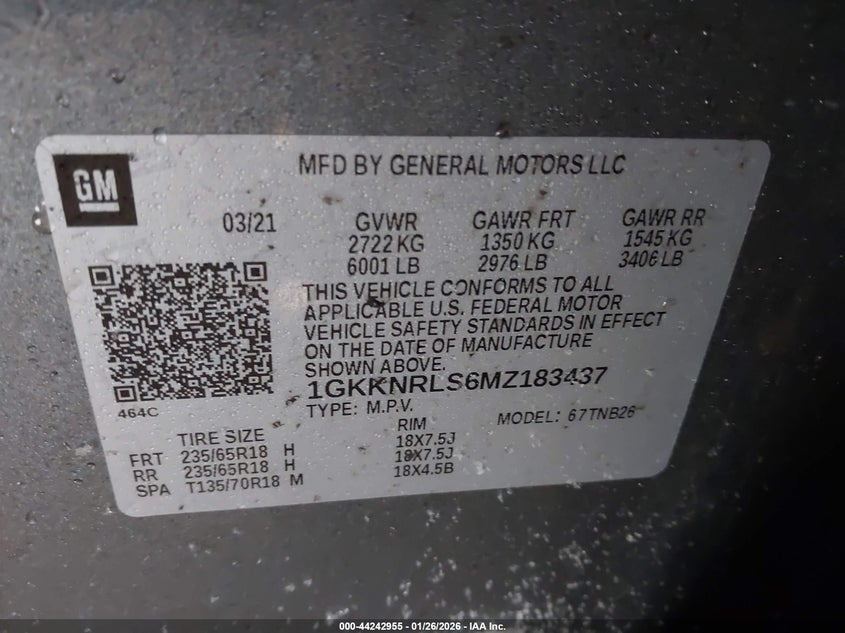 GM
MFD BY GENERAL MOTORS LLC
03/21 GVWR GAWR FRT GAWR RR
2722 KG 1350 KG 1545 KG
6001 LB 2976 LB 3406 LB
THIS VEHICLE CONFORMS TO ALL
APPLICABLE U.S. FEDERAL MOTOR
VEHICLE SAFETY STANDARDS IN EFFECT
ON THE DATE OF MANUFACTURE
SHOWN ABOVE.
1GKKNRLS6MZ183437
464C
TYPE: M.P.V. MODEL: 67TNB26
TIRE SIZE RIM
FRT 235/65R18 H 18X7.5J
RR 235/65R18 H 18X7.5J
SPA T135/70R18 M 18X4.5B
000-44242955 - 01/26/2026 - IAA Inc.